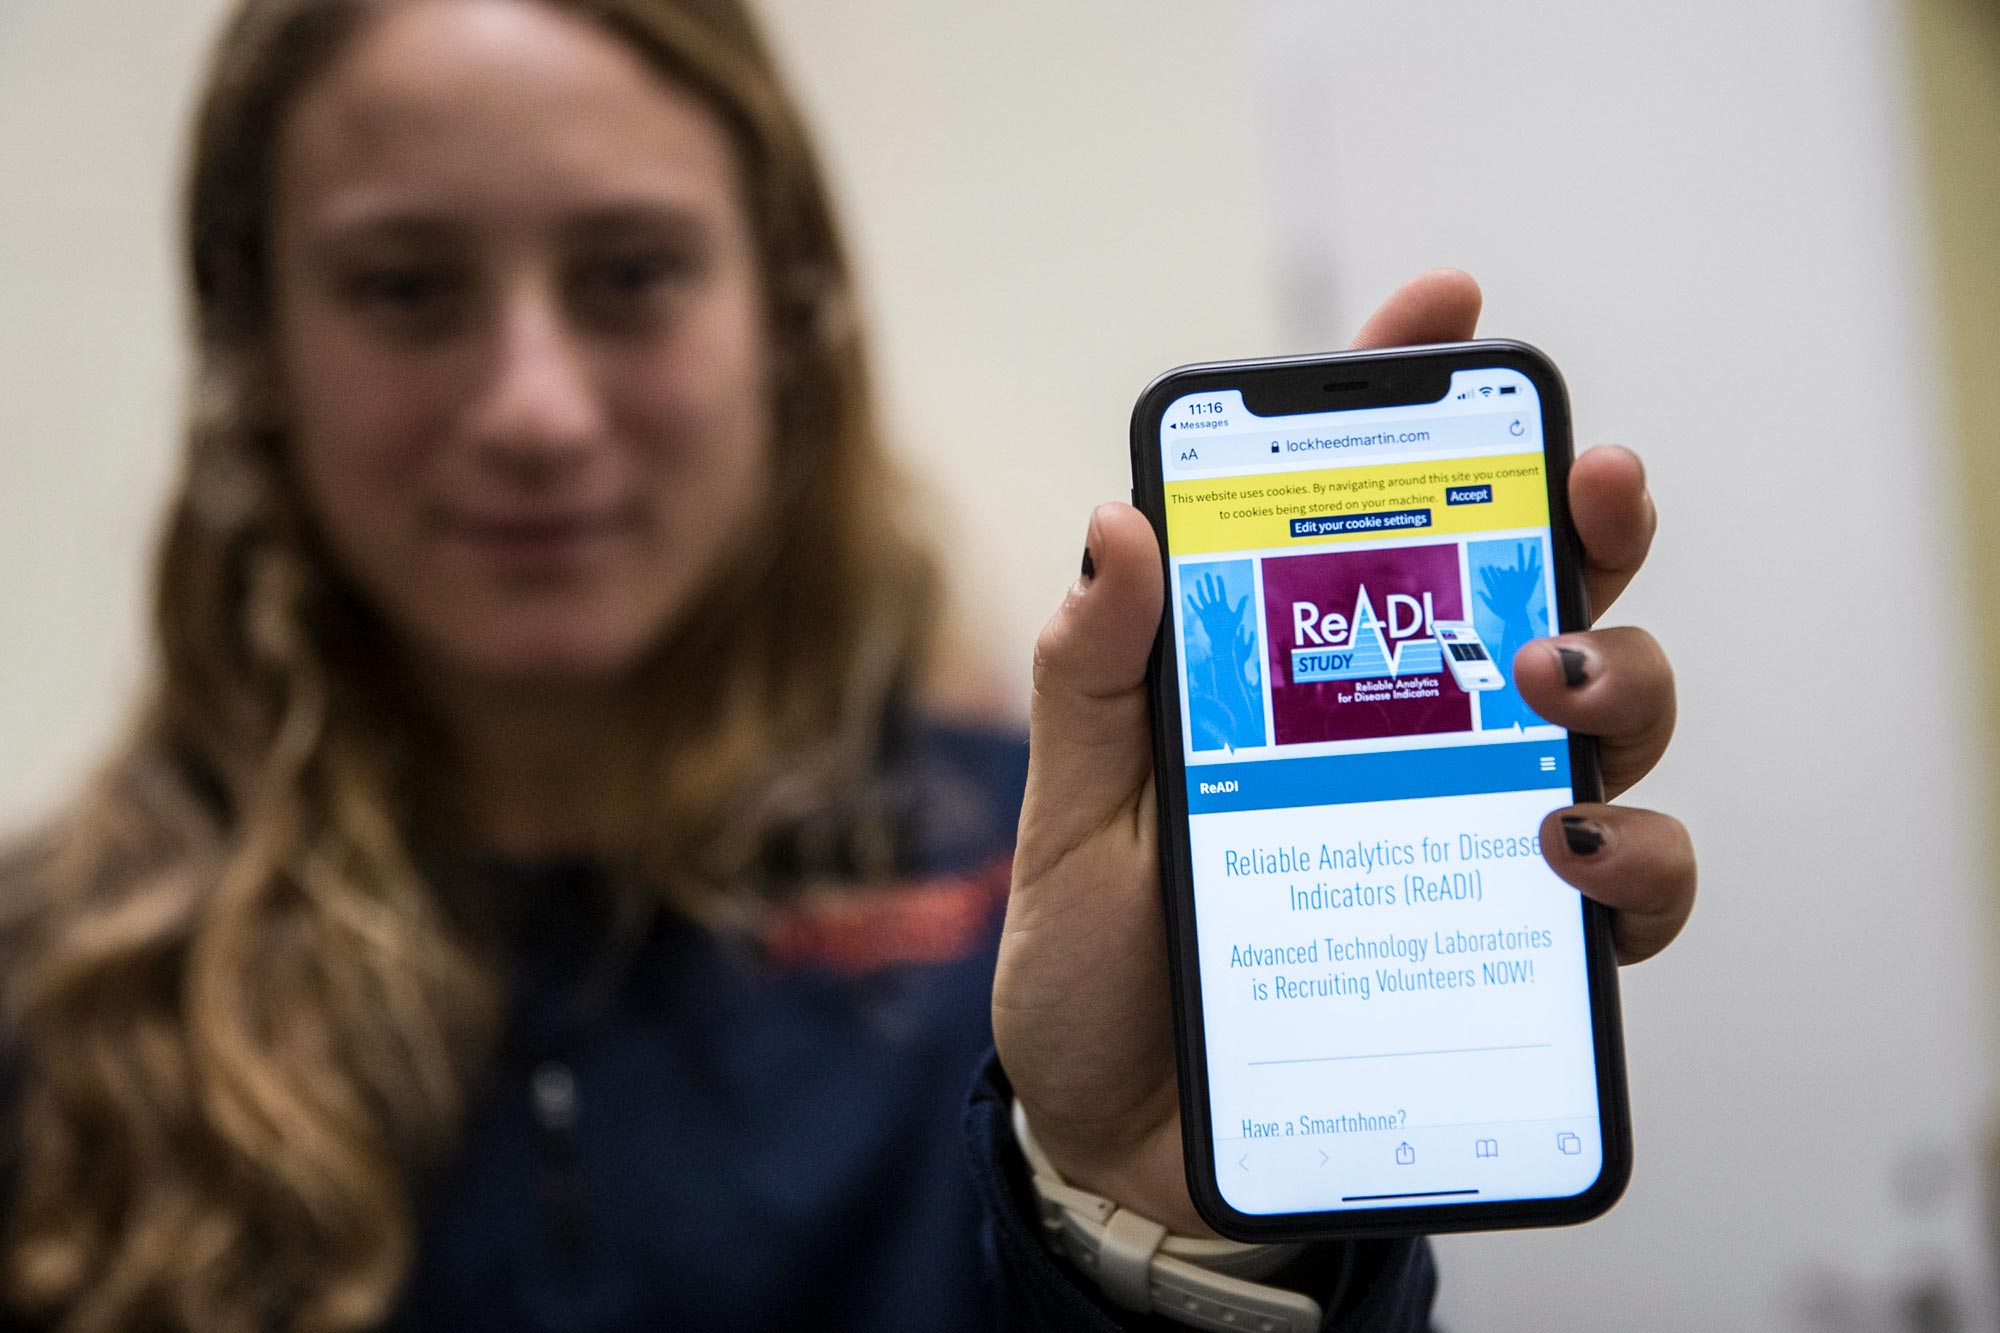 11:16
◀ Messages
AA lockheedmartin.com
This website uses cookies. By navigating around this site you consent
to cookies being stored on your machine. Accept
Edit your cookie settings
ReADI
STUDY
Reliable Analytics
for Disease Indicators
ReADI
Reliable Analytics for Disease
Indicators (ReADI)
Advanced Technology Laboratories
is Recruiting Volunteers NOW!
Have a Smartphone?